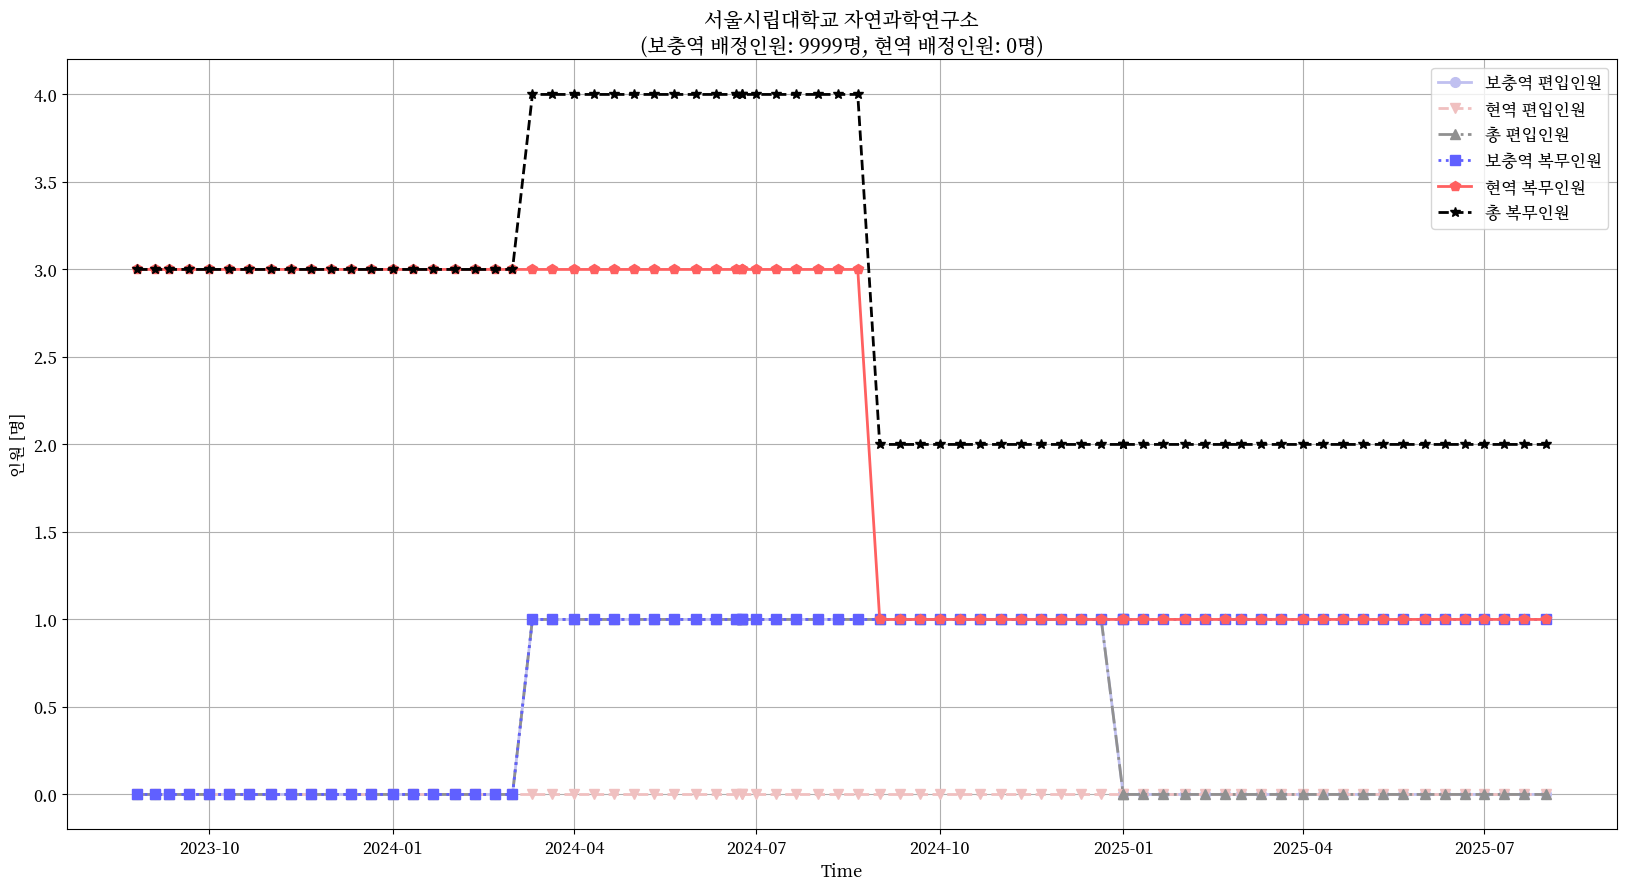 서울시립대학교 자연과학연구소
(보충역 배정인원: 9999명, 현역 배정인원: 0명)
보충역 편입인원
현역 편입인원
총 편입인원
보충역 복무인원
현역 복무인원
총 복무인원
인원 [명]
4.0
3.5
3.0
2.5
2.0
1.5
1.0
0.5
0.0
2023-10
2024-01
2024-04
2024-07
2024-10
2025-01
2025-04
2025-07
Time